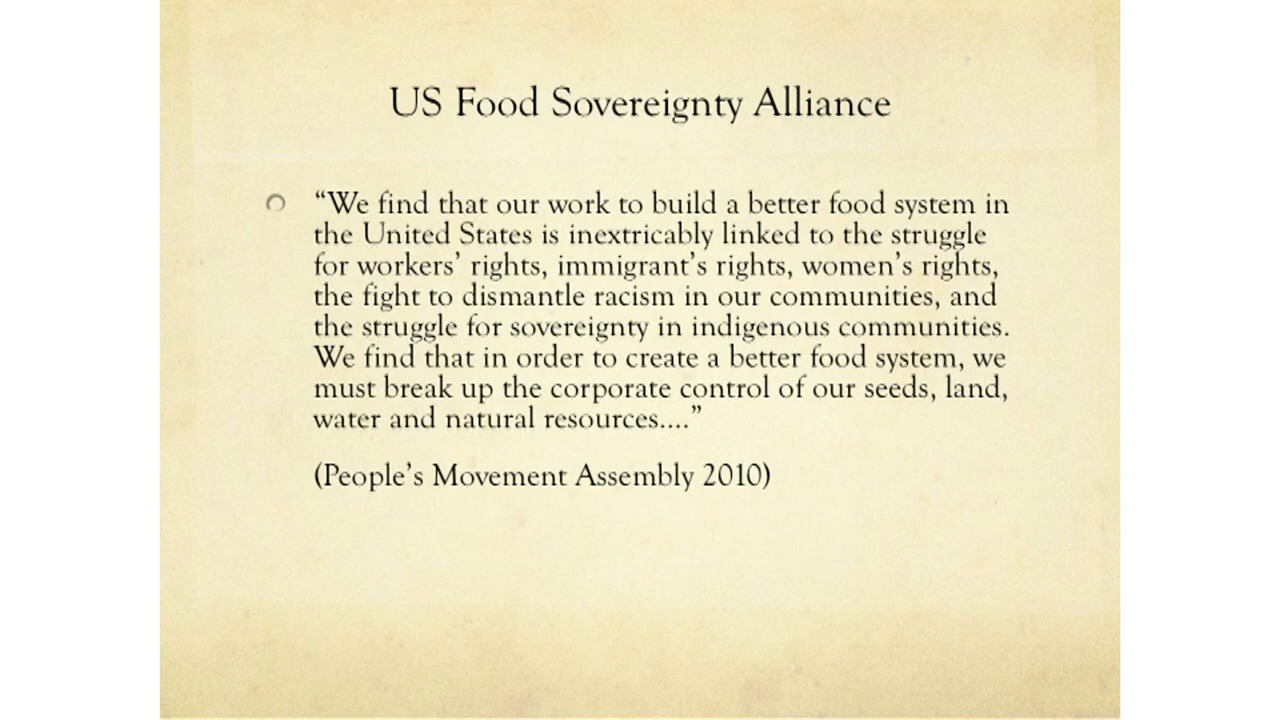 US Food Sovereignty Alliance
“We find that our work to build a better food system in
the United States is inextricably linked to the struggle
for workers’ rights, immigrant’s rights, women’s rights,
the fight to dismantle racism in our communities, and
the struggle for sovereignty in indigenous communities.
We find that in order to create a better food system, we
must break up the corporate control of our seeds, land,
water and natural resources....”
(People’s Movement Assembly 2010)